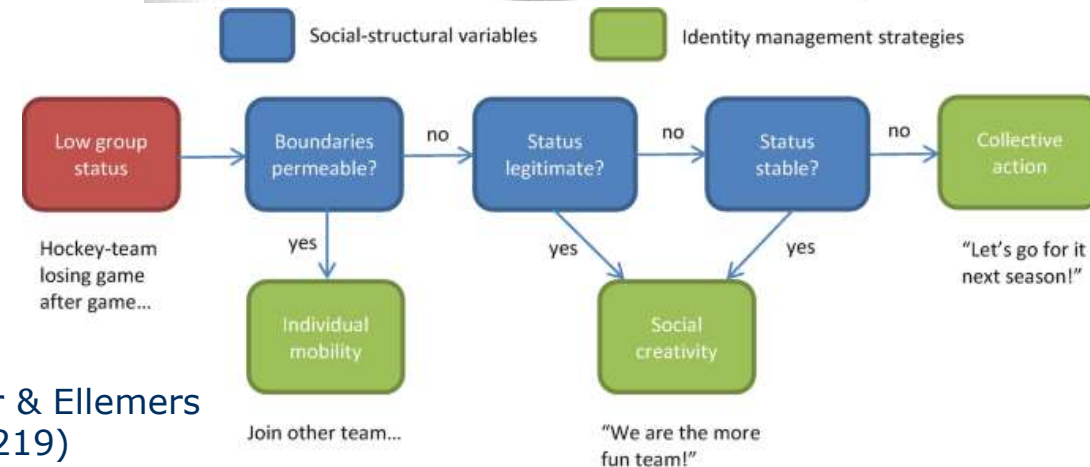 Social-structural variables
Identity management strategies
Low group
status
Boundaries
permeable?
no
Status
legitimate?
no
Status
stable?
no
Collective
action
Hockey-team
losing game
after game...
yes
yes
yes
"Let's go for it
next season!"
Individual
mobility
Social
creativity
& Ellemers
219)
Join other team...
"We are the more
fun team!"